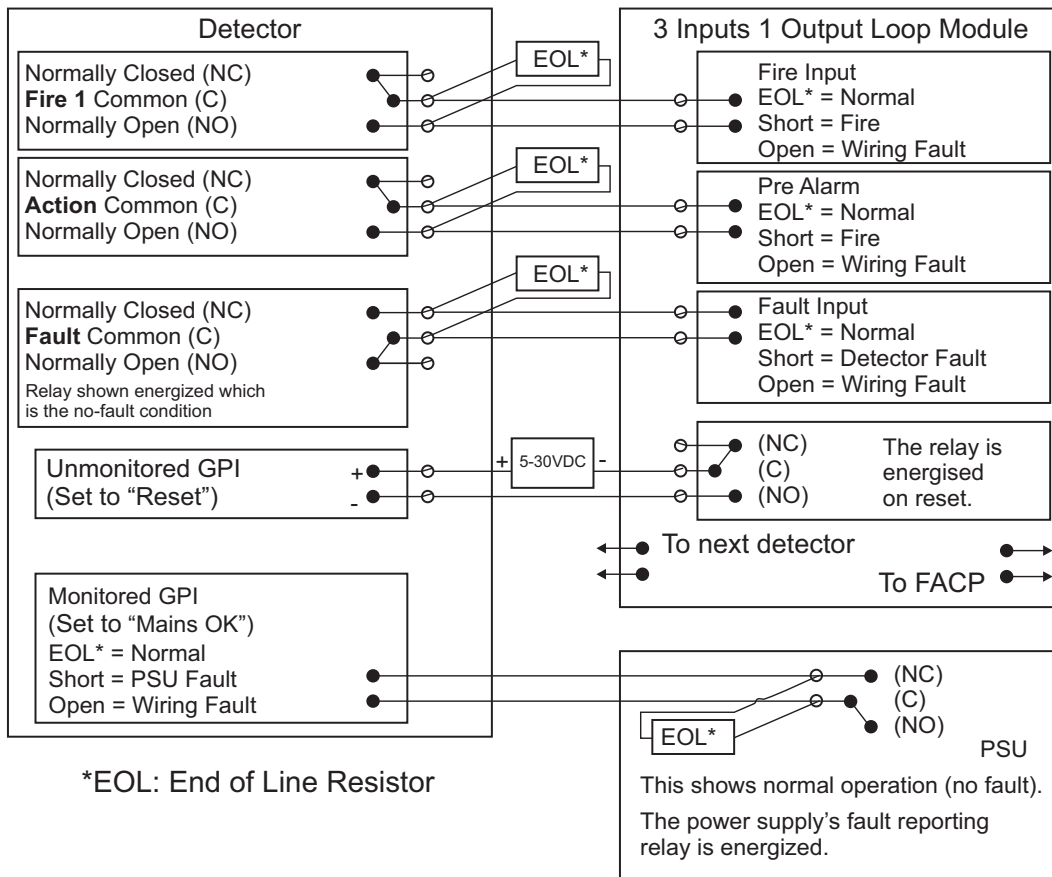 Detector
Normally Closed (NC)
Fire 1 Common (C)
Normally Open (NO)
EOL*
Normally Closed (NC)
Action Common (C)
Normally Open (NO)
EOL*
Normally Closed (NC)
Fault Common (C)
Normally Open (NO)
Relay shown energized which
is the no-fault condition
EOL*
Unmonitored GPI
(Set to “Reset”)
+
-
+ 5-30VDC -
Monitored GPI
(Set to “Mains OK”)
EOL* = Normal
Short = PSU Fault
Open = Wiring Fault
3 Inputs 1 Output Loop Module
Fire Input
EOL* = Normal
Short = Fire
Open = Wiring Fault
Pre Alarm
EOL* = Normal
Short = Fire
Open = Wiring Fault
Fault Input
EOL* = Normal
Short = Detector Fault
Open = Wiring Fault
(NC)
(C)
(NO)
The relay is
energised
on reset.
To next detector
To FACP
(NC)
(C)
(NO)
EOL*
PSU
This shows normal operation (no fault).
The power supply’s fault reporting
relay is energized.
*EOL: End of Line Resistor